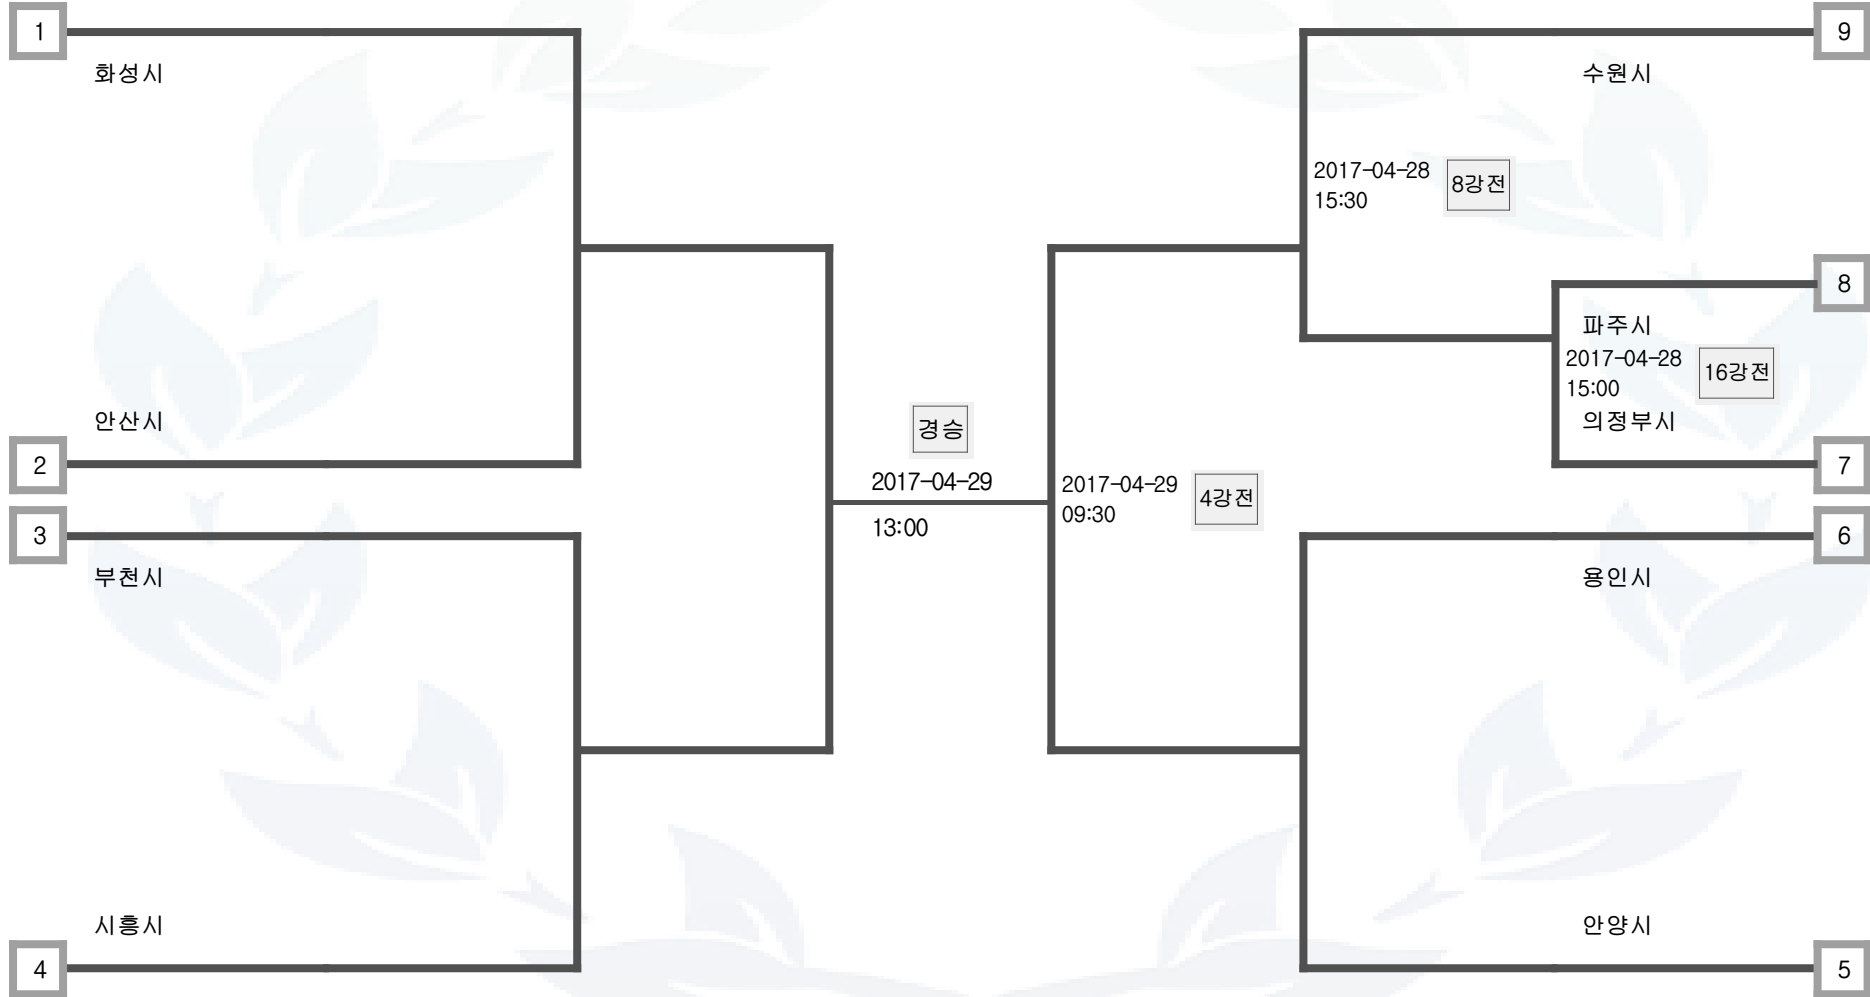 1
화성시
안산시
2
3
부천시
시흥시
4
경승
2017-04-29
13:00
2017-04-29
09:30
4강전
2017-04-28
15:30
8강전
9
수원시
8
파주시
2017-04-28
15:00
16강전
의정부시
7
6
용인시
안양시
5